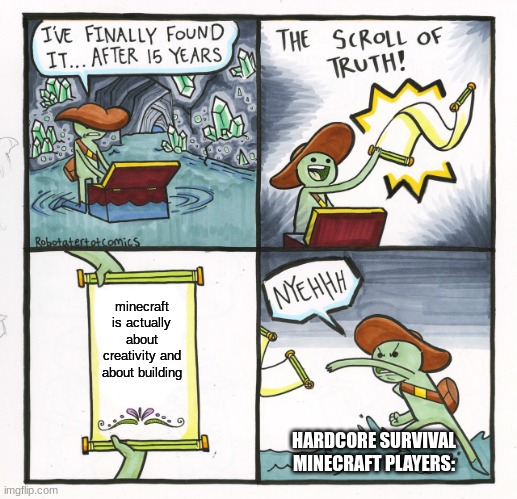 I'VE FINALLY FOUND
IT... AFTER 15 YEARS
THE SCROLL OF
TRUTH!
Robotatertotcomics
minecraft
is actually
about
creativity and
about building
NYEHHH
HARDCORE SURVIVAL
MINECRAFT PLAYERS:
imgflip.com